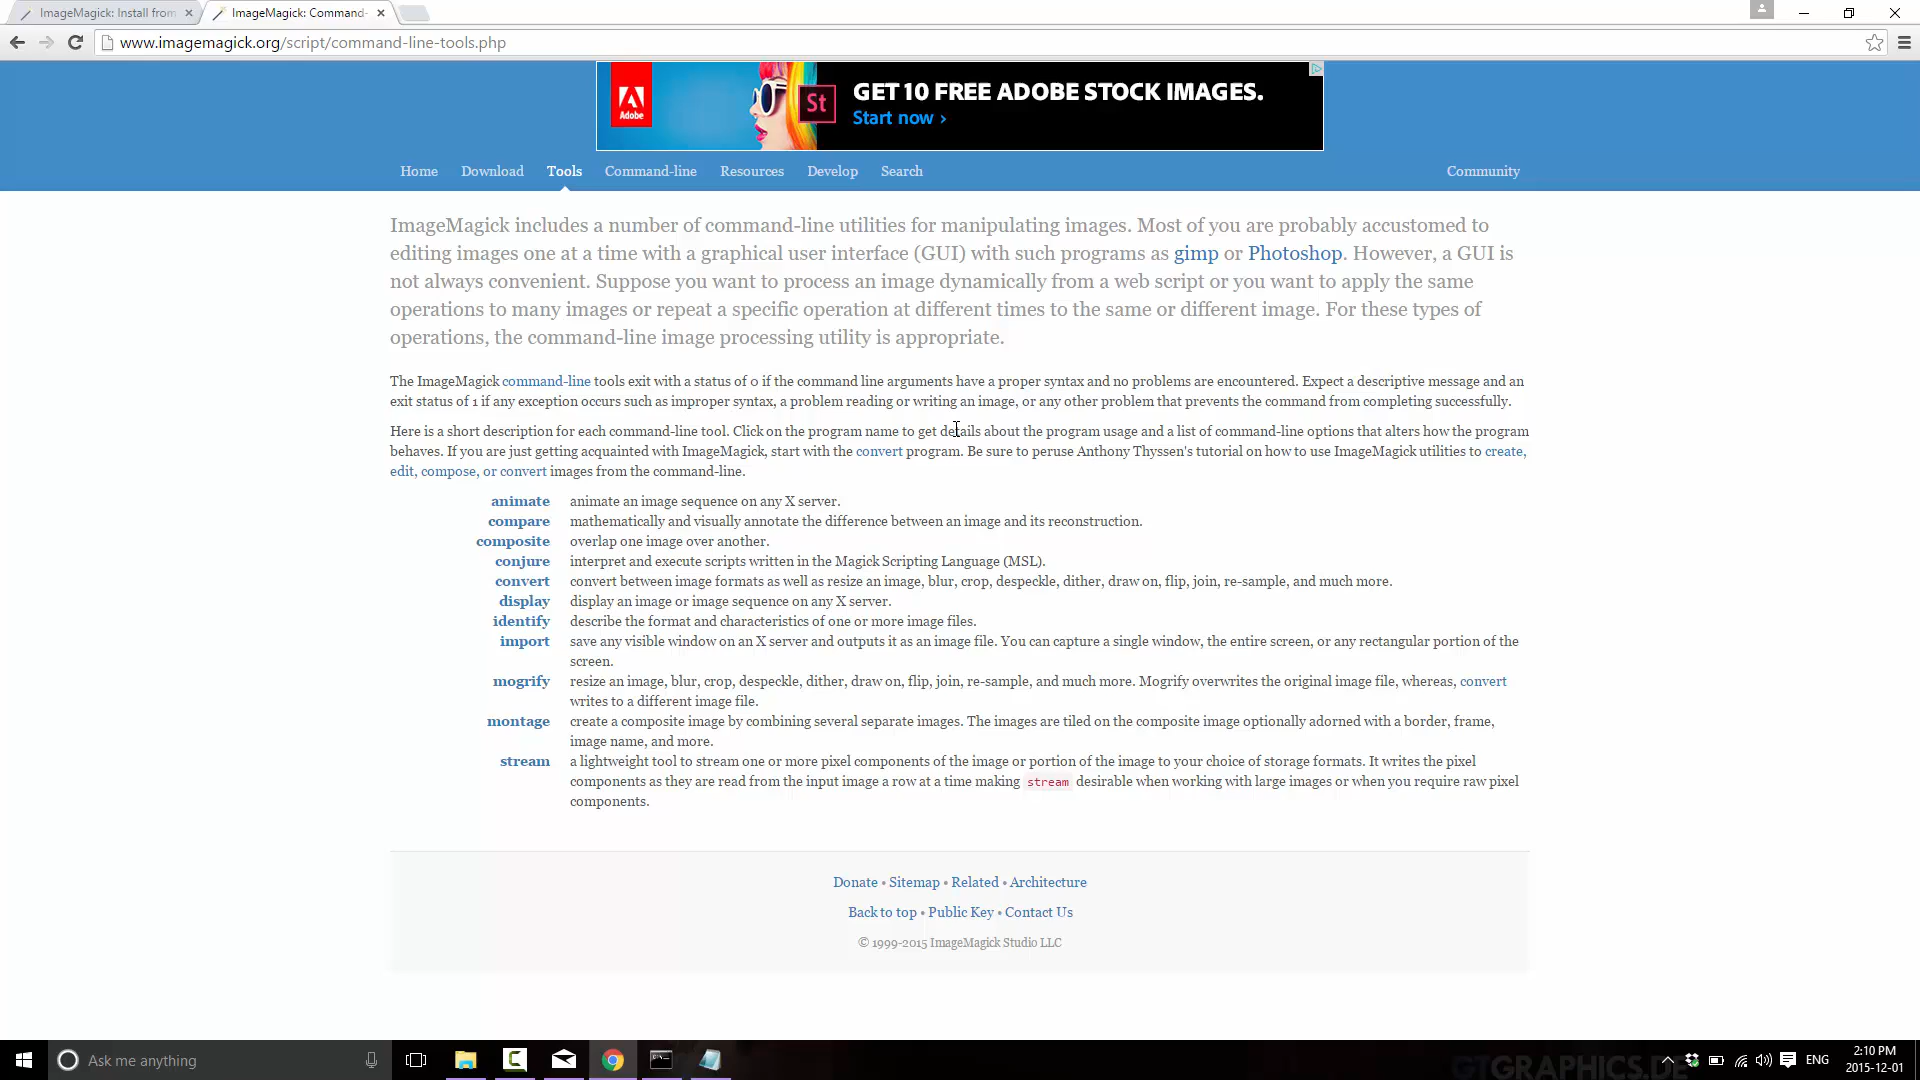 ImageMagick: Install from
ImageMagick: Command-
www.imagemagick.org/script/command-line-tools.php
Adobe
St
GET 10 FREE ADOBE STOCK IMAGES.
Start now ›
Home Download Tools Command-line Resources Develop Search Community
ImageMagick includes a number of command-line utilities for manipulating images. Most of you are probably accustomed to
editing images one at a time with a graphical user interface (GUI) with such programs as gimp or Photoshop. However, a GUI is
not always convenient. Suppose you want to process an image dynamically from a web script or you want to apply the same
operations to many images or repeat a specific operation at different times to the same or different image. For these types of
operations, the command-line image processing utility is appropriate.
The ImageMagick command-line tools exit with a status of 0 if the command line arguments have a proper syntax and no problems are encountered. Expect a descriptive message and an
exit status of 1 if any exception occurs such as improper syntax, a problem reading or writing an image, or any other problem that prevents the command from completing successfully.
Here is a short description for each command-line tool. Click on the program name to get details about the program usage and a list of command-line options that alters how the program
behaves. If you are just getting acquainted with ImageMagick, start with the convert program. Be sure to peruse Anthony Thyssen's tutorial on how to use ImageMagick utilities to create,
edit, compose, or convert images from the command-line.
animate animate an image sequence on any X server.
compare mathematically and visually annotate the difference between an image and its reconstruction.
composite overlap one image over another.
conjure interpret and execute scripts written in the Magick Scripting Language (MSL).
convert convert between image formats as well as resize an image, blur, crop, despeckle, dither, draw on, flip, join, re-sample, and much more.
display display an image or image sequence on any X server.
identify describe the format and characteristics of one or more image files.
import save any visible window on an X server and outputs it as an image file. You can capture a single window, the entire screen, or any rectangular portion of the
screen.
mogrify resize an image, blur, crop, despeckle, dither, draw on, flip, join, re-sample, and much more. Mogrify overwrites the original image file, whereas, convert
writes to a different image file.
montage create a composite image by combining several separate images. The images are tiled on the composite image optionally adorned with a border, frame,
image name, and more.
stream a lightweight tool to stream one or more pixel components of the image or portion of the image to your choice of storage formats. It writes the pixel
components as they are read from the input image a row at a time making stream desirable when working with large images or when you require raw pixel
components.
Donate • Sitemap • Related • Architecture
Back to top • Public Key • Contact Us
© 1999-2015 ImageMagick Studio LLC
Ask me anything
GTGRAPHICS.DE
ENG
2:10 PM
2015-12-01